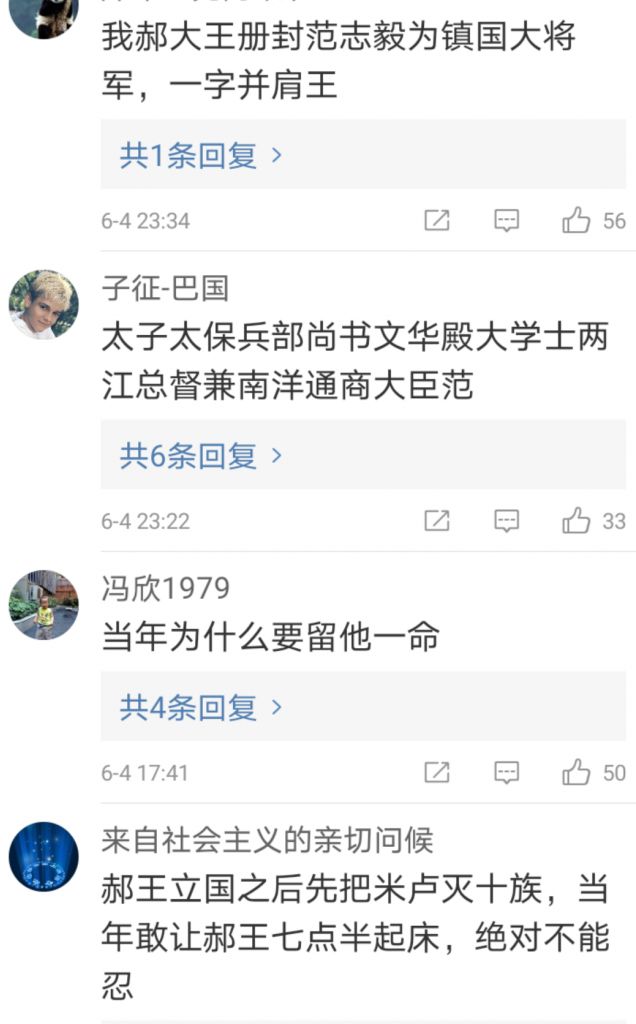 我郝大王册封范志毅为镇国大将
军，一字并肩王
共1条回复 >
6-4 23:34
56
子征-巴国
太子太保兵部尚书文华殿大学士两
江总督兼南洋通商大臣范
共6条回复 >
6-4 23:22
33
冯欣1979
当年为什么要留他一命
共4条回复 >
6-4 17:41
50
来自社会主义的亲切问候
郝王立国之后先把米卢灭十族，当
年敢让郝王七点半起床，绝对不能
忍